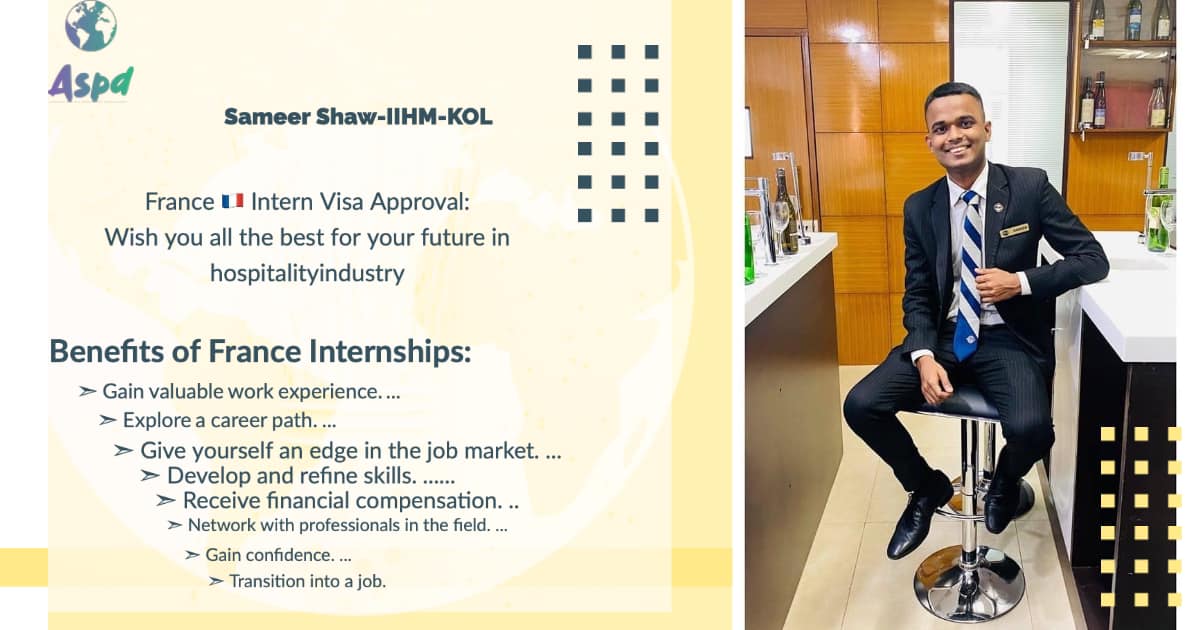 Aspd
Sameer Shaw-IIHM-KOL
France 🇫🇷 Intern Visa Approval:
Wish you all the best for your future in
hospitalityindustry
Benefits of France Internships:
➣ Gain valuable work experience. ...
➣ Explore a career path. ...
➣ Give yourself an edge in the job market. ...
➣ Develop and refine skills. ......
➣ Receive financial compensation. ..
➣ Network with professionals in the field. ...
➣ Gain confidence. ...
➣ Transition into a job.